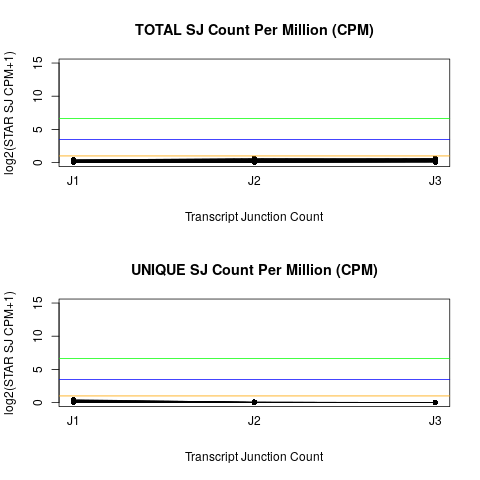 TOTAL SJ Count Per Million (CPM)
log2(STAR SJ CPM+1)
15
10
5
0
J1 J2 J3
Transcript Junction Count
UNIQUE SJ Count Per Million (CPM)
log2(STAR SJ CPM+1)
15
10
5
0
J1 J2 J3
Transcript Junction Count